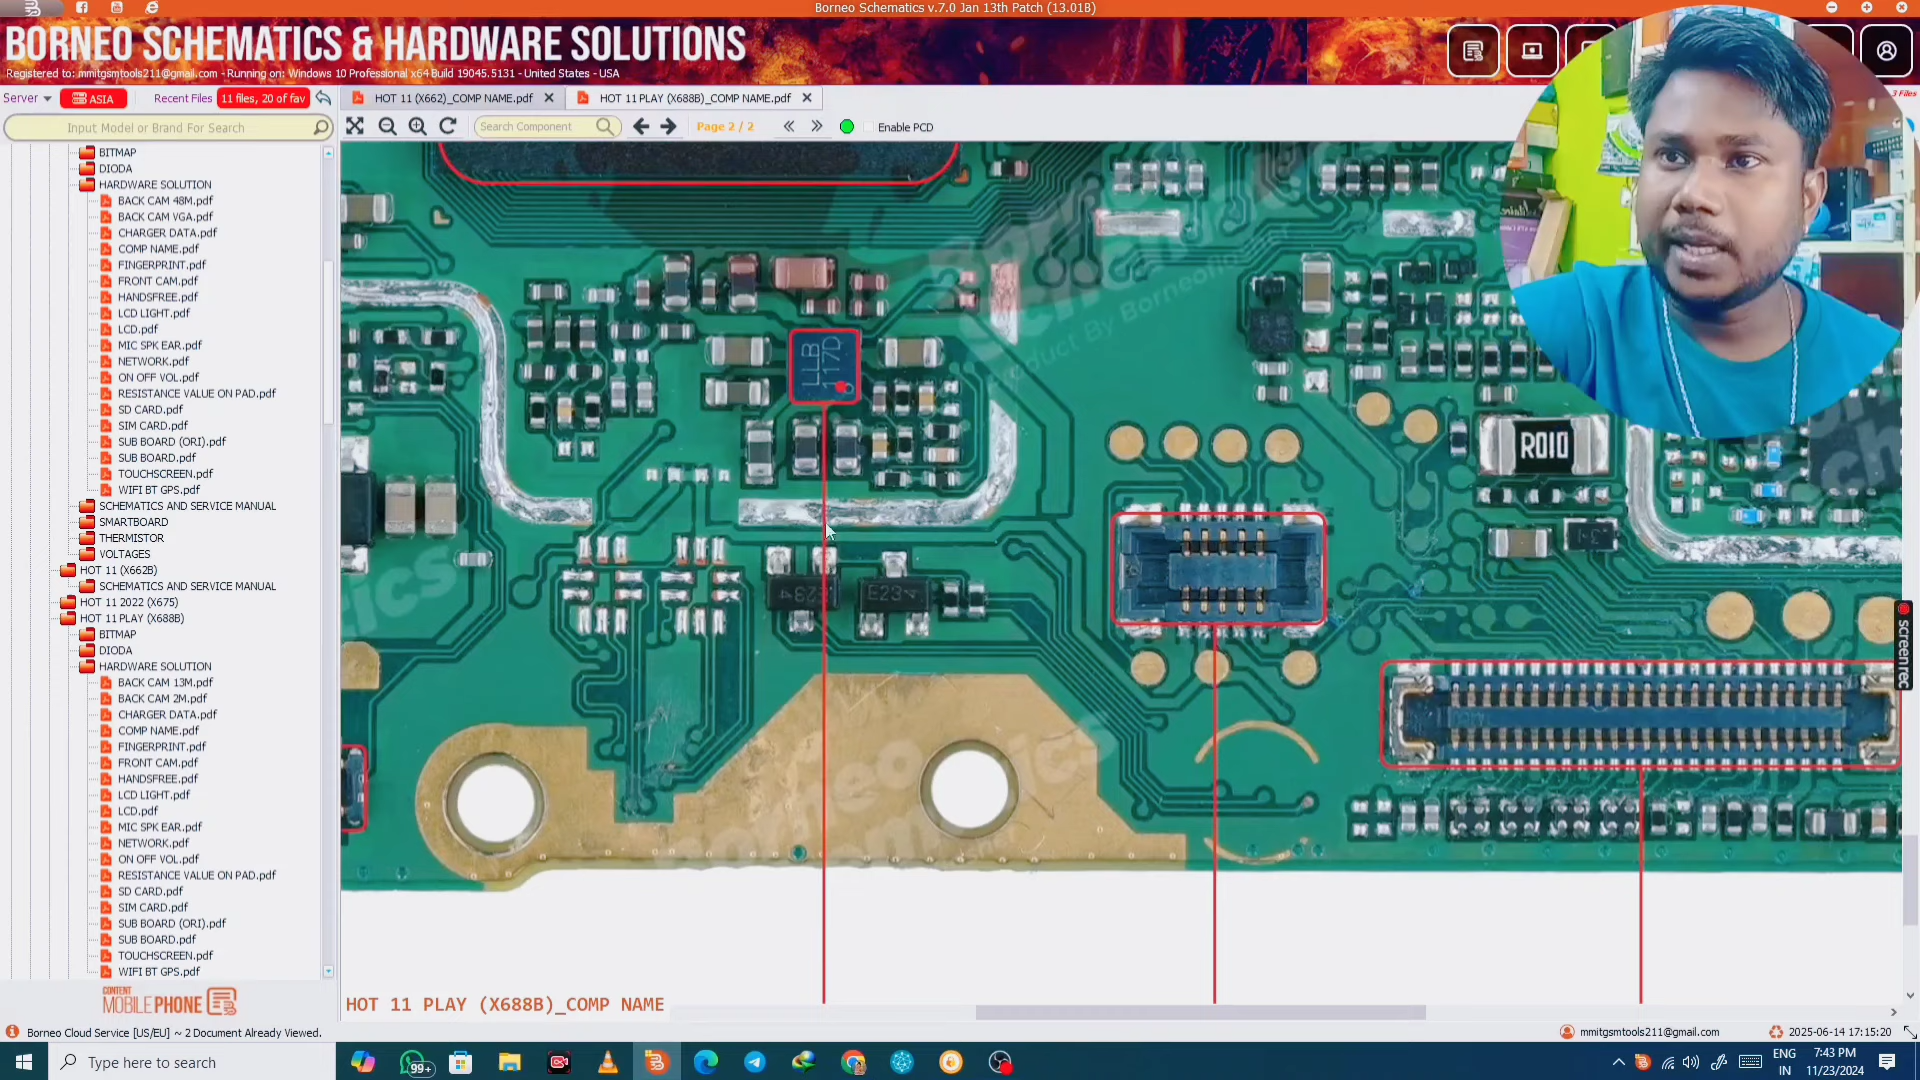 Borneo Schematics v.7.0 Jan 13th Patch (13.01B)
BORNEO SCHEMATICS & HARDWARE SOLUTIONS
Registered to: mmitgsmtools211@gmail.com - Running on: Windows 10 Professional x64 Build 19045.5131 - United States - USA
Server
ASIA
Recent Files
11 files, 20 of fav
HOT 11 (X662)_COMP NAME.pdf
HOT 11 PLAY (X688B)_COMP NAME.pdf
3 Files
Input Model or Brand For Search
Search Component
Page 2 / 2
Enable PCD
BITMAP
DIODA
HARDWARE SOLUTION
BACK CAM 48M.pdf
BACK CAM VGA.pdf
CHARGER DATA.pdf
COMP NAME.pdf
FINGERPRINT.pdf
FRONT CAM.pdf
HANDSFREE.pdf
LCD LIGHT.pdf
LCD.pdf
MIC SPK EAR.pdf
NETWORK.pdf
ON OFF VOL.pdf
RESISTANCE VALUE ON PAD.pdf
SD CARD.pdf
SIM CARD.pdf
SUB BOARD (ORI).pdf
SUB BOARD.pdf
TOUCHSCREEN.pdf
WIFI BT GPS.pdf
SCHEMATICS AND SERVICE MANUAL
SMARTBOARD
THERMISTOR
VOLTAGES
HOT 11 (X662B)
SCHEMATICS AND SERVICE MANUAL
HOT 11 2022 (X675)
HOT 11 PLAY (X688B)
BITMAP
DIODA
HARDWARE SOLUTION
BACK CAM 13M.pdf
BACK CAM 2M.pdf
CHARGER DATA.pdf
COMP NAME.pdf
FINGERPRINT.pdf
FRONT CAM.pdf
HANDSFREE.pdf
LCD LIGHT.pdf
LCD.pdf
MIC SPK EAR.pdf
NETWORK.pdf
ON OFF VOL.pdf
RESISTANCE VALUE ON PAD.pdf
SD CARD.pdf
SIM CARD.pdf
SUB BOARD (ORI).pdf
SUB BOARD.pdf
TOUCHSCREEN.pdf
WIFI BT GPS.pdf
LLB
117D
R010
screenrec
CONTENT
MOBILE PHONE
HOT 11 PLAY (X688B)_COMP NAME
Borneo Cloud Service [US/EU] ~ 2 Document Already Viewed.
mmitgsmtools211@gmail.com
2025-06-14 17:15:20
Type here to search
99+
ENG
IN
7:43 PM
11/23/2024